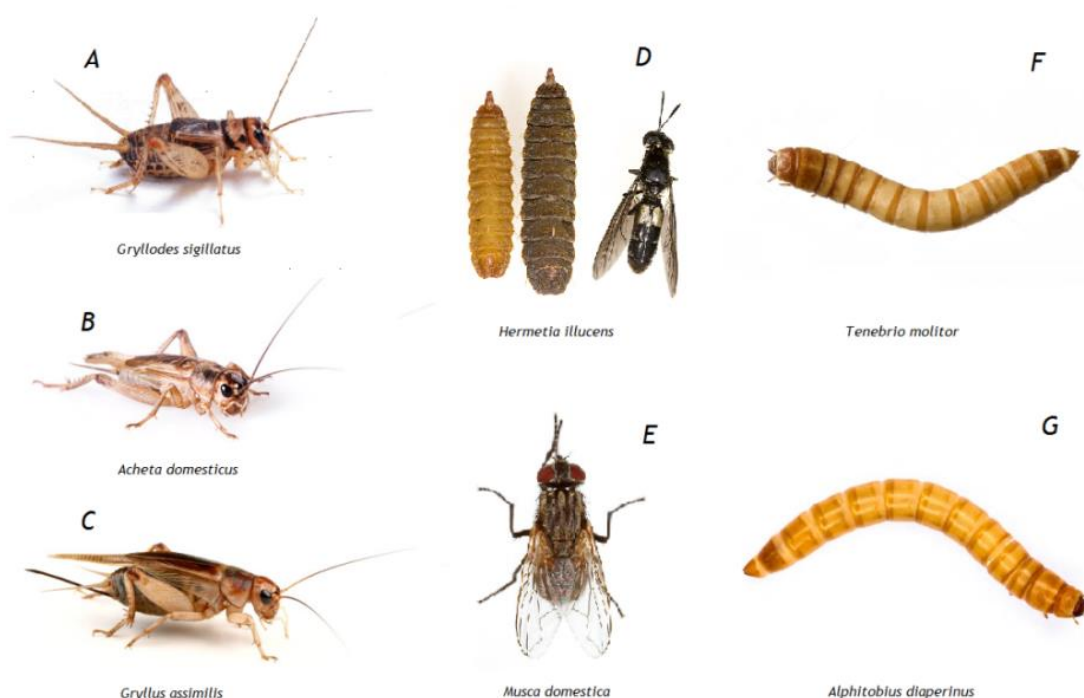 A
Gryllodes sigillatus
B
Acheta domesticus
C
Gryllus assimilis
D
Hermetia illucens
E
Musca domestica
F
Tenebrio molitor
G
Alphitobius diaperinus